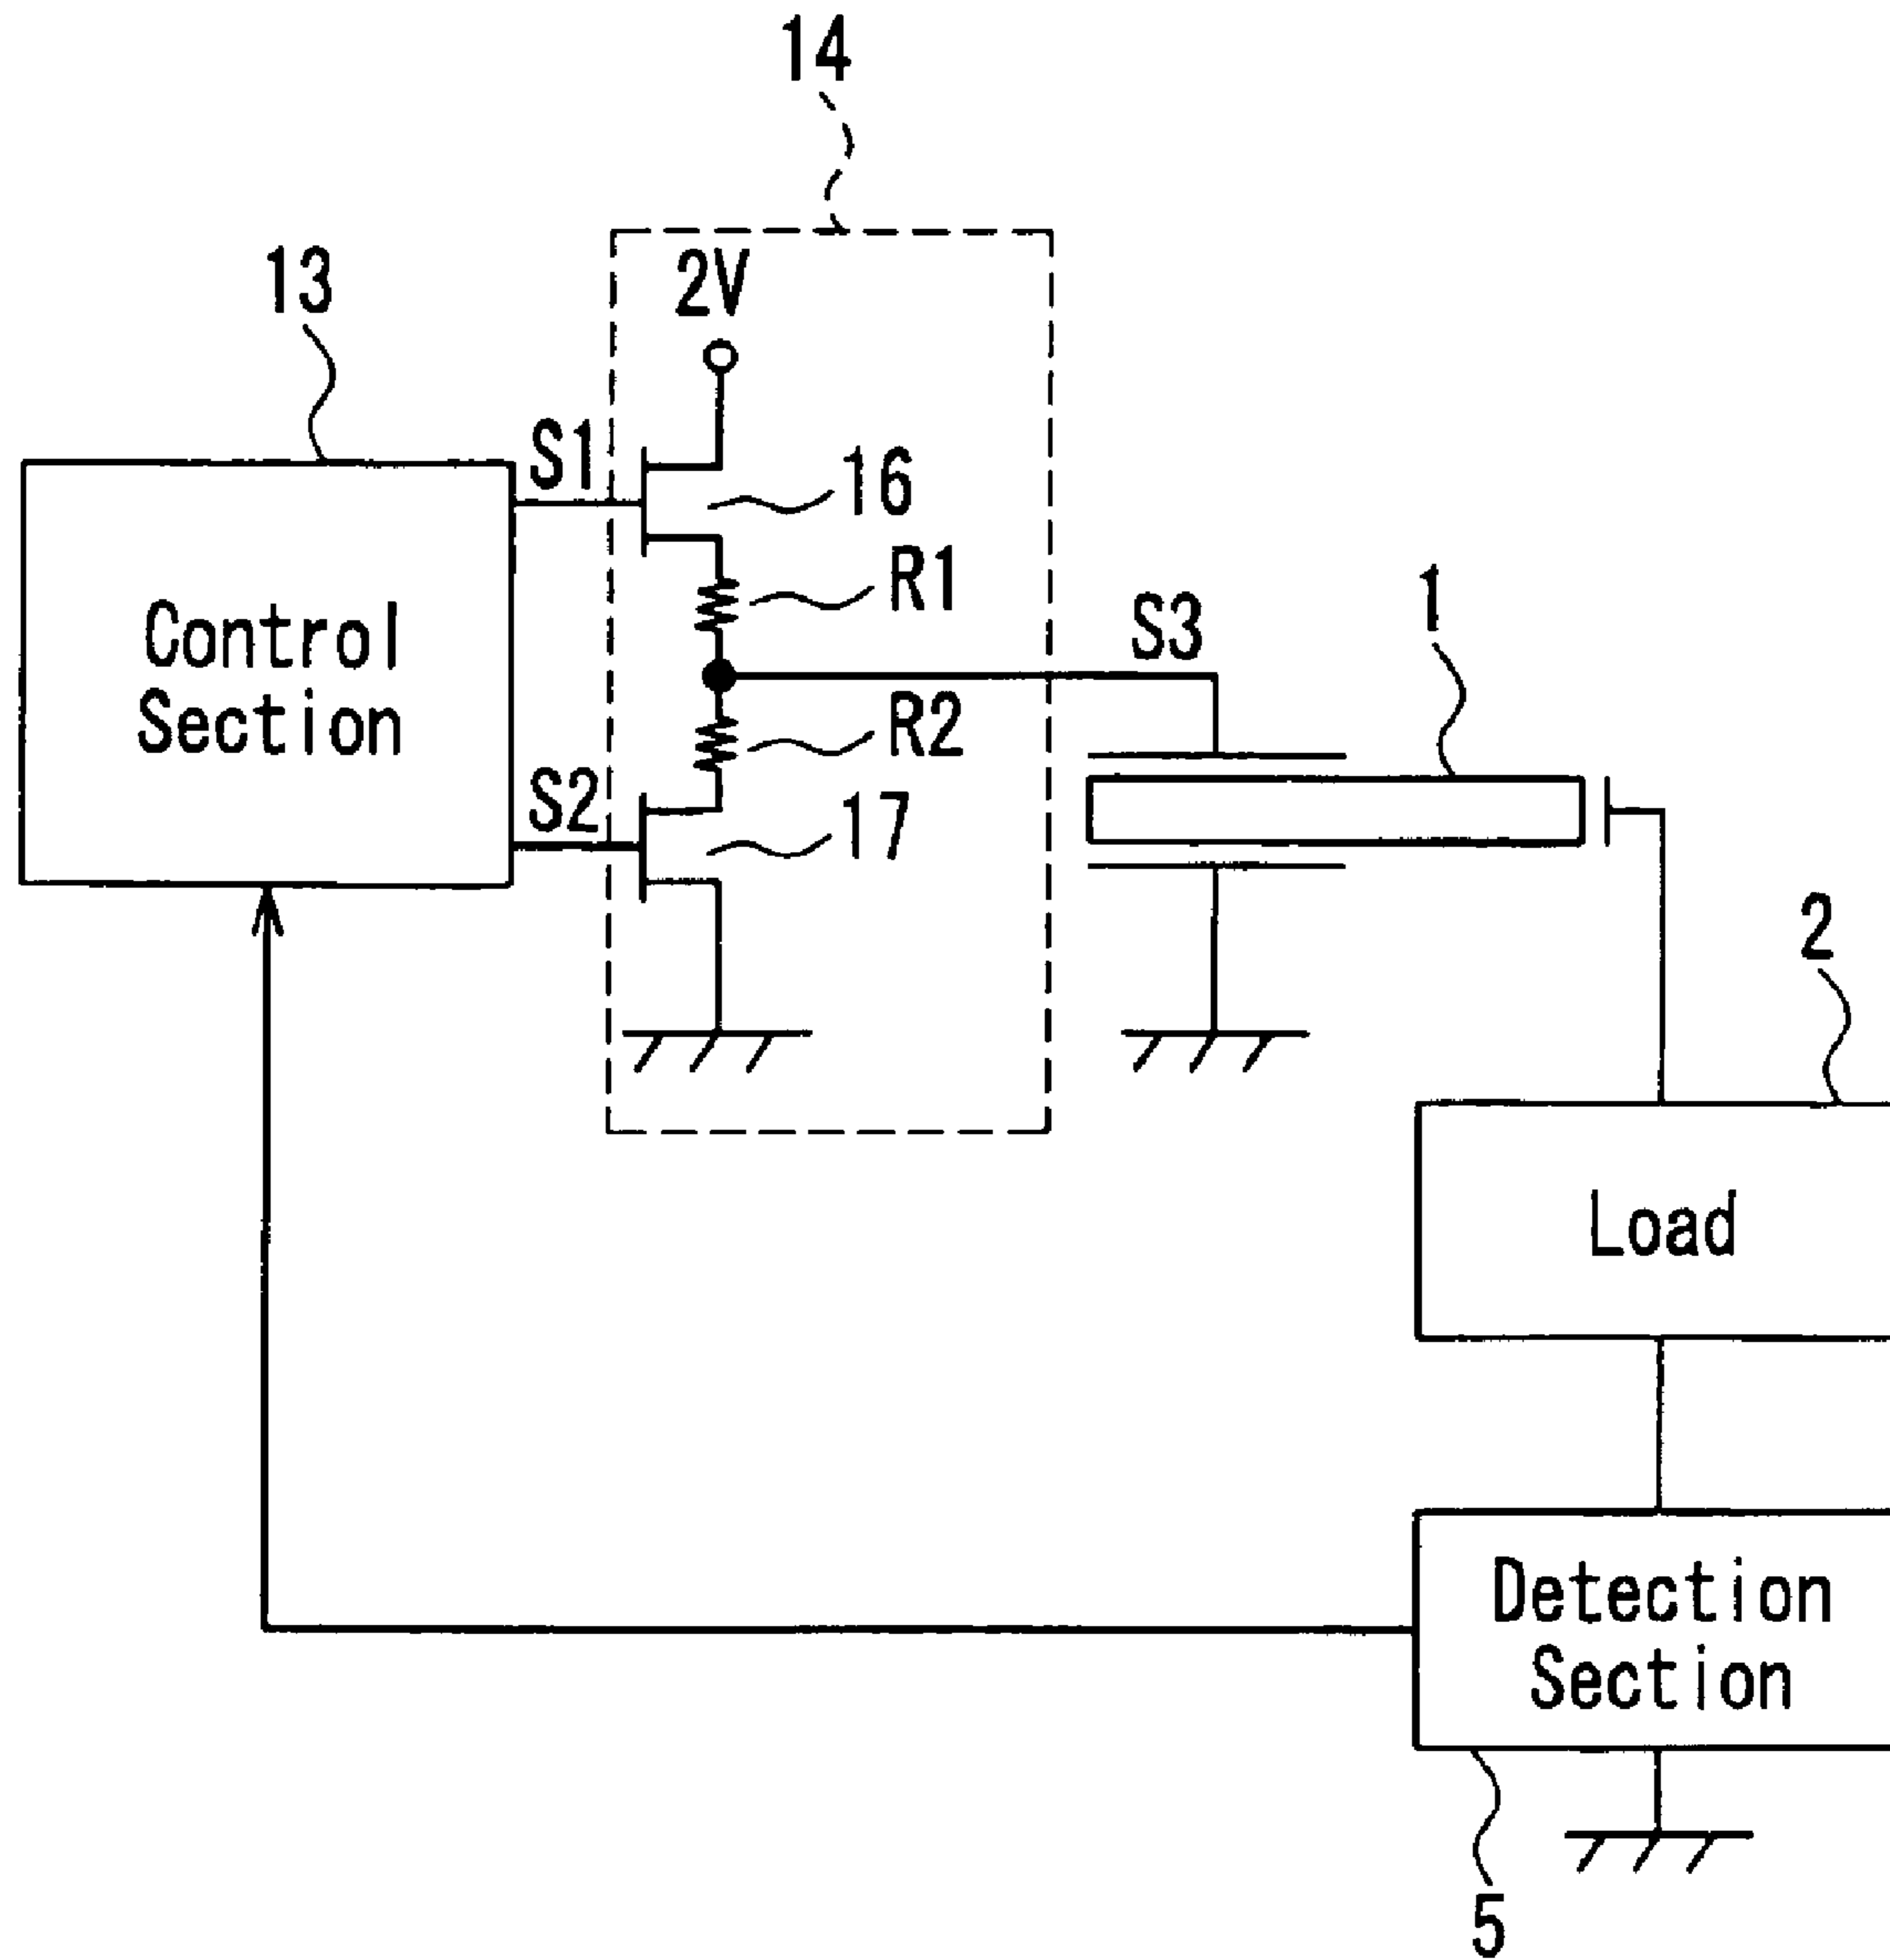 14
13
2V
S1
16
R1
1
S3
Control
Section
R2
S2
17
2
Load
Detection
Section
5